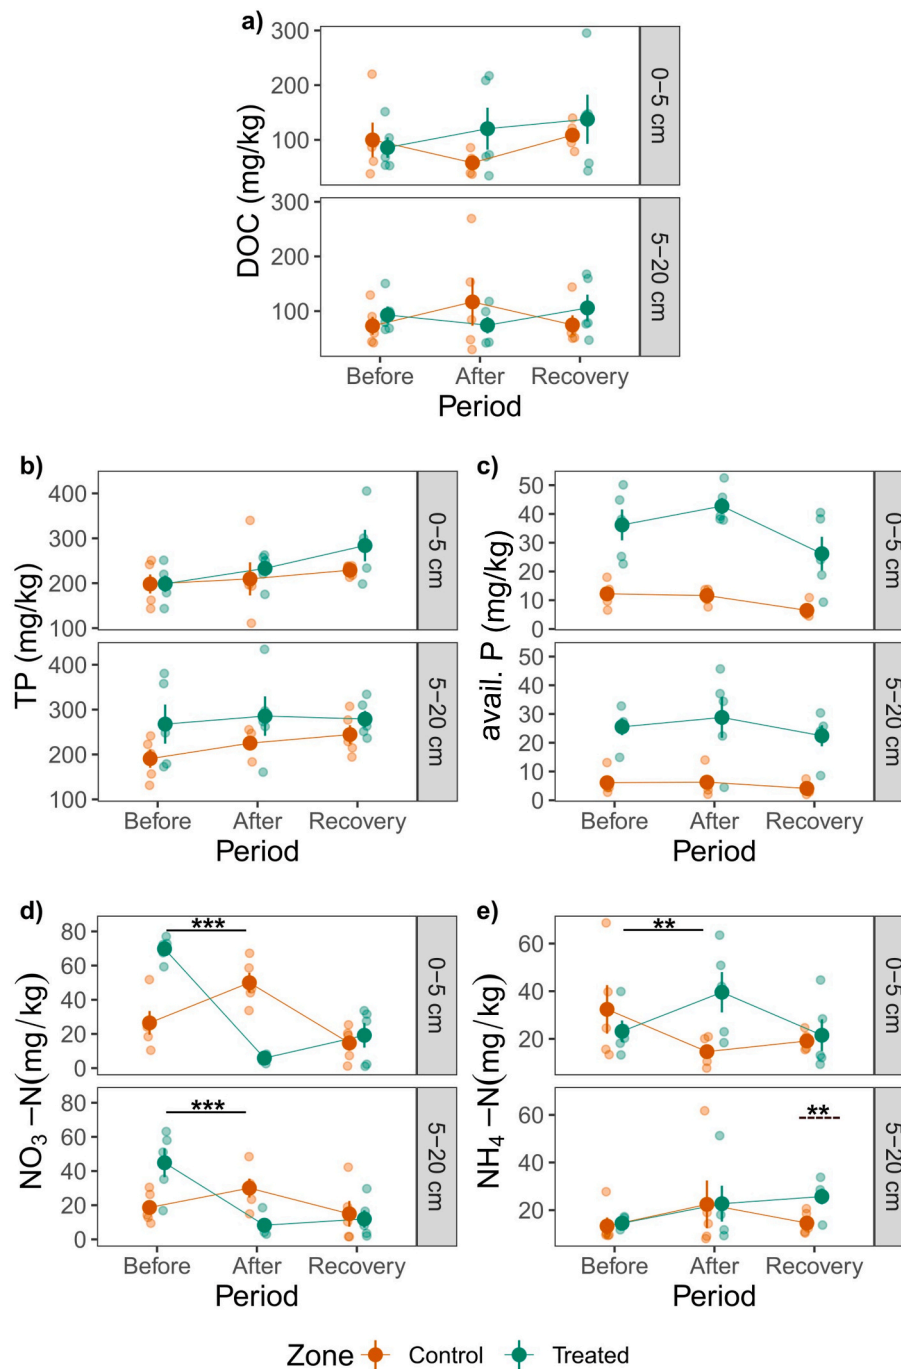 a)
DOC (mg/kg)
300
200
100
0−5 cm
300
200
100
5−20 cm
Before After Recovery
Period
b)
TP (mg/kg)
400
300
200
100
0−5 cm
400
300
200
100
5−20 cm
Before After Recovery
Period
c)
avail. P (mg/kg)
50
40
30
20
10
0
0−5 cm
50
40
30
20
10
0
5−20 cm
Before After Recovery
Period
d)
NO₃ −N(mg/kg)
80
60
40
20
0
***
0−5 cm
80
60
40
20
0
***
5−20 cm
Before After Recovery
Period
e)
NH₄ −N(mg/kg)
60
40
20
**
0−5 cm
60
40
20
**
5−20 cm
Before After Recovery
Period
Zone Control Treated